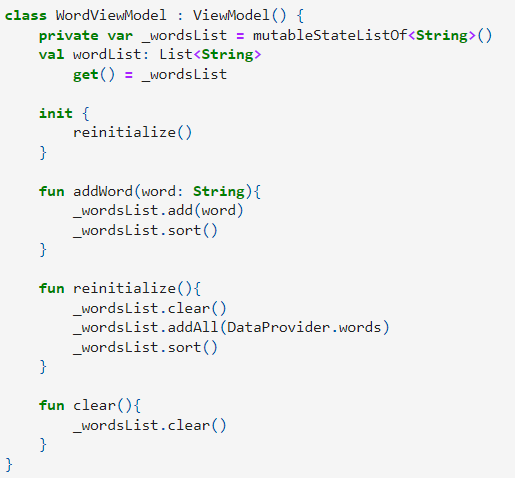 class WordViewModel : ViewModel() {
    private var _wordsList = mutableStateListOf<String>()
    val wordList: List<String>
        get() = _wordsList

    init {
        reinitialize()
    }

    fun addWord(word: String){
        _wordsList.add(word)
        _wordsList.sort()
    }

    fun reinitialize(){
        _wordsList.clear()
        _wordsList.addAll(DataProvider.words)
        _wordsList.sort()
    }

    fun clear(){
        _wordsList.clear()
    }
}